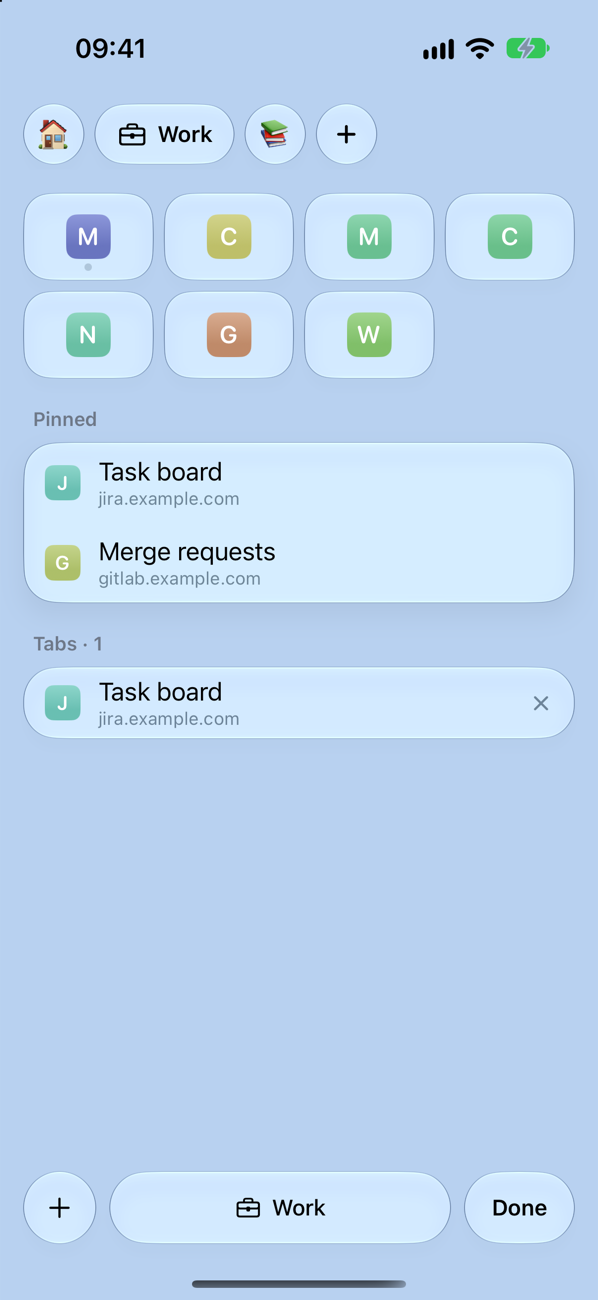 09:41
Work
M
C
M
C
N
G
W
Pinned
J
Task board
jira.example.com
G
Merge requests
gitlab.example.com
Tabs · 1
J
Task board
jira.example.com
Work
Done